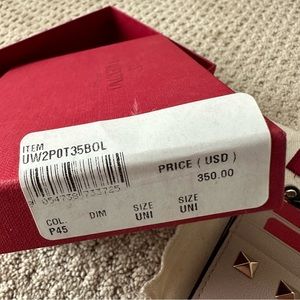 ITEM
UW2P0T35BOL
PRICE ( USD )
350.00
COL. DIM SIZE SIZE
P45 UNI UNI